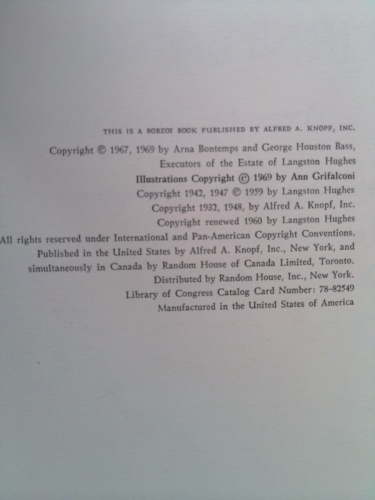 THIS IS A BORZOI BOOK PUBLISHED BY ALFRED A. KNOPF, INC.
Copyright © 1967, 1969 by Arna Bontemps and George Houston Bass,
Executors of the Estate of Langston Hughes
Illustrations Copyright © 1969 by Ann Grifalconi
Copyright 1942, 1947 © 1959 by Langston Hughes
Copyright 1932, 1948, by Alfred A. Knopf, Inc.
Copyright renewed 1960 by Langston Hughes
All rights reserved under International and Pan-American Copyright Conventions.
Published in the United States by Alfred A. Knopf, Inc., New York, and
simultaneously in Canada by Random House of Canada Limited, Toronto.
Distributed by Random House, Inc., New York.
Library of Congress Catalog Card Number: 78-82549
Manufactured in the United States of America